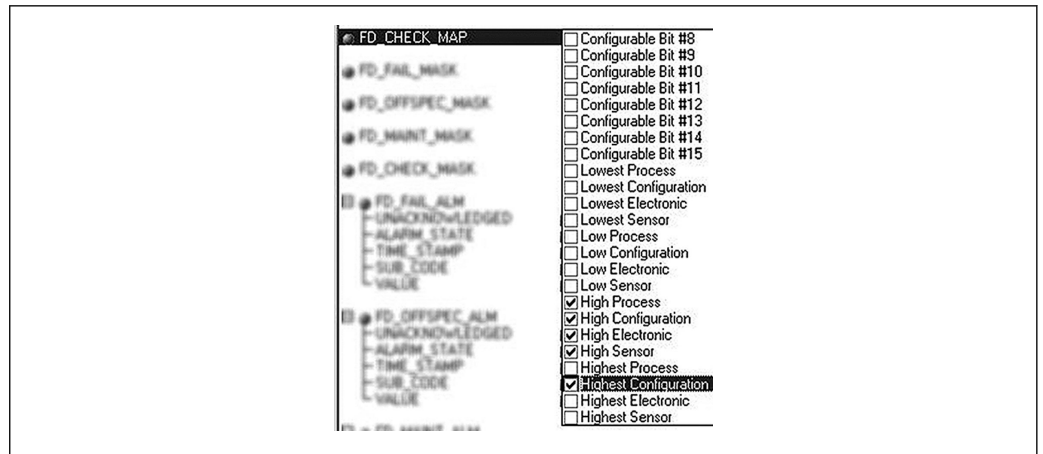 FD_CHECK_MAP
FD_FAIL_MASK
FD_OFFSPEC_MASK
FD_MAINT_MASK
FD_CHECK_MASK
FD_FAIL_ALM
UNACKNOWLEDGED
ALARM_STATE
TIME_STAMP
SUB_CODE
VALUE
FD_OFFSPEC_ALM
UNACKNOWLEDGED
ALARM_STATE
TIME_STAMP
SUB_CODE
VALUE
Configurable Bit #8
Configurable Bit #9
Configurable Bit #10
Configurable Bit #11
Configurable Bit #12
Configurable Bit #13
Configurable Bit #14
Configurable Bit #15
Lowest Process
Lowest Configuration
Lowest Electronic
Lowest Sensor
Low Process
Low Configuration
Low Electronic
Low Sensor
High Process
High Configuration
High Electronic
High Sensor
Highest Process
Highest Configuration
Highest Electronic
Highest Sensor